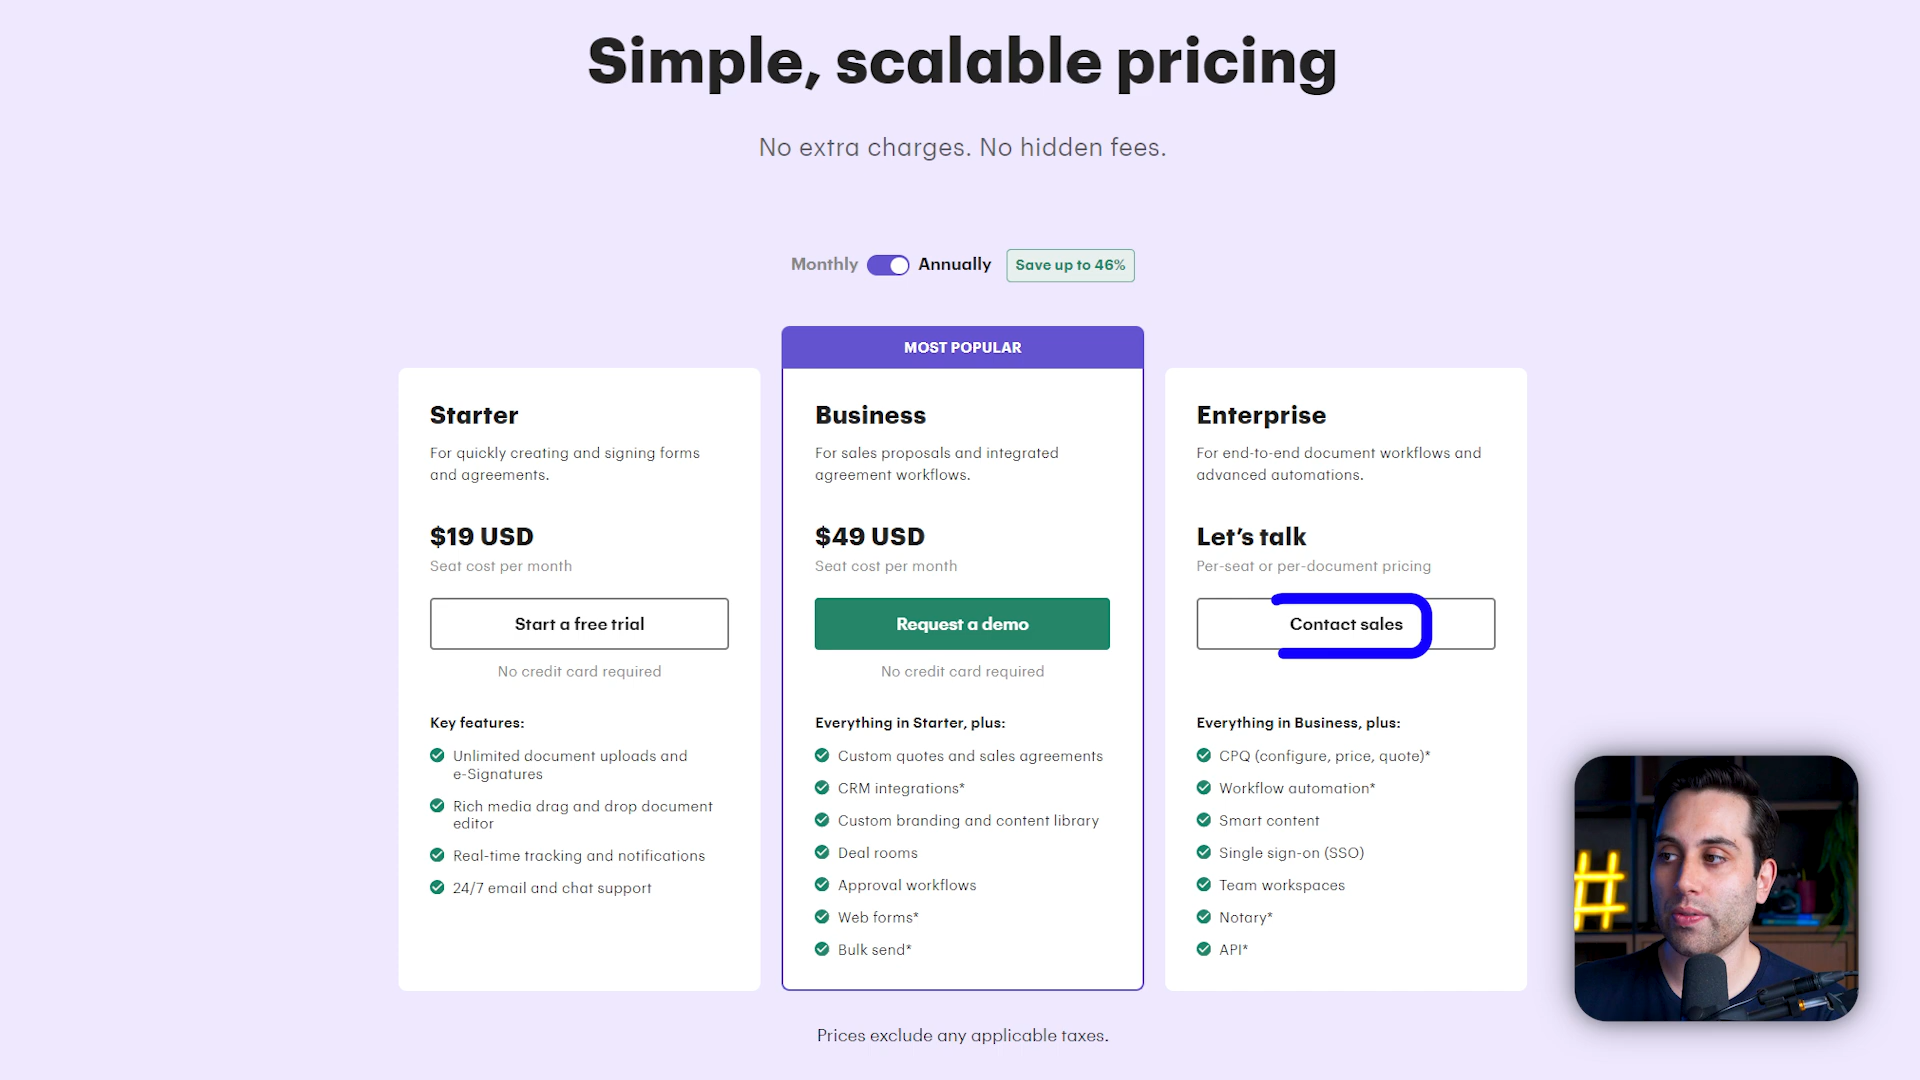 Simple, scalable pricing
No extra charges. No hidden fees.
Monthly Annually Save up to 46%
Starter
For quickly creating and signing forms
and agreements.
$19 USD
Seat cost per month
Start a free trial
No credit card required
Key features:
Unlimited document uploads and
e-Signatures
Rich media drag and drop document
editor
Real-time tracking and notifications
24/7 email and chat support
MOST POPULAR
Business
For sales proposals and integrated
agreement workflows.
$49 USD
Seat cost per month
Request a demo
No credit card required
Everything in Starter, plus:
Custom quotes and sales agreements
CRM integrations*
Custom branding and content library
Deal rooms
Approval workflows
Web forms*
Bulk send*
Enterprise
For end-to-end document workflows and
advanced automations.
Let’s talk
Per-seat or per-document pricing
Contact sales
Everything in Business, plus:
CPQ (configure, price, quote)*
Workflow automation*
Smart content
Single sign-on (SSO)
Team workspaces
Notary*
API*
Prices exclude any applicable taxes.
#